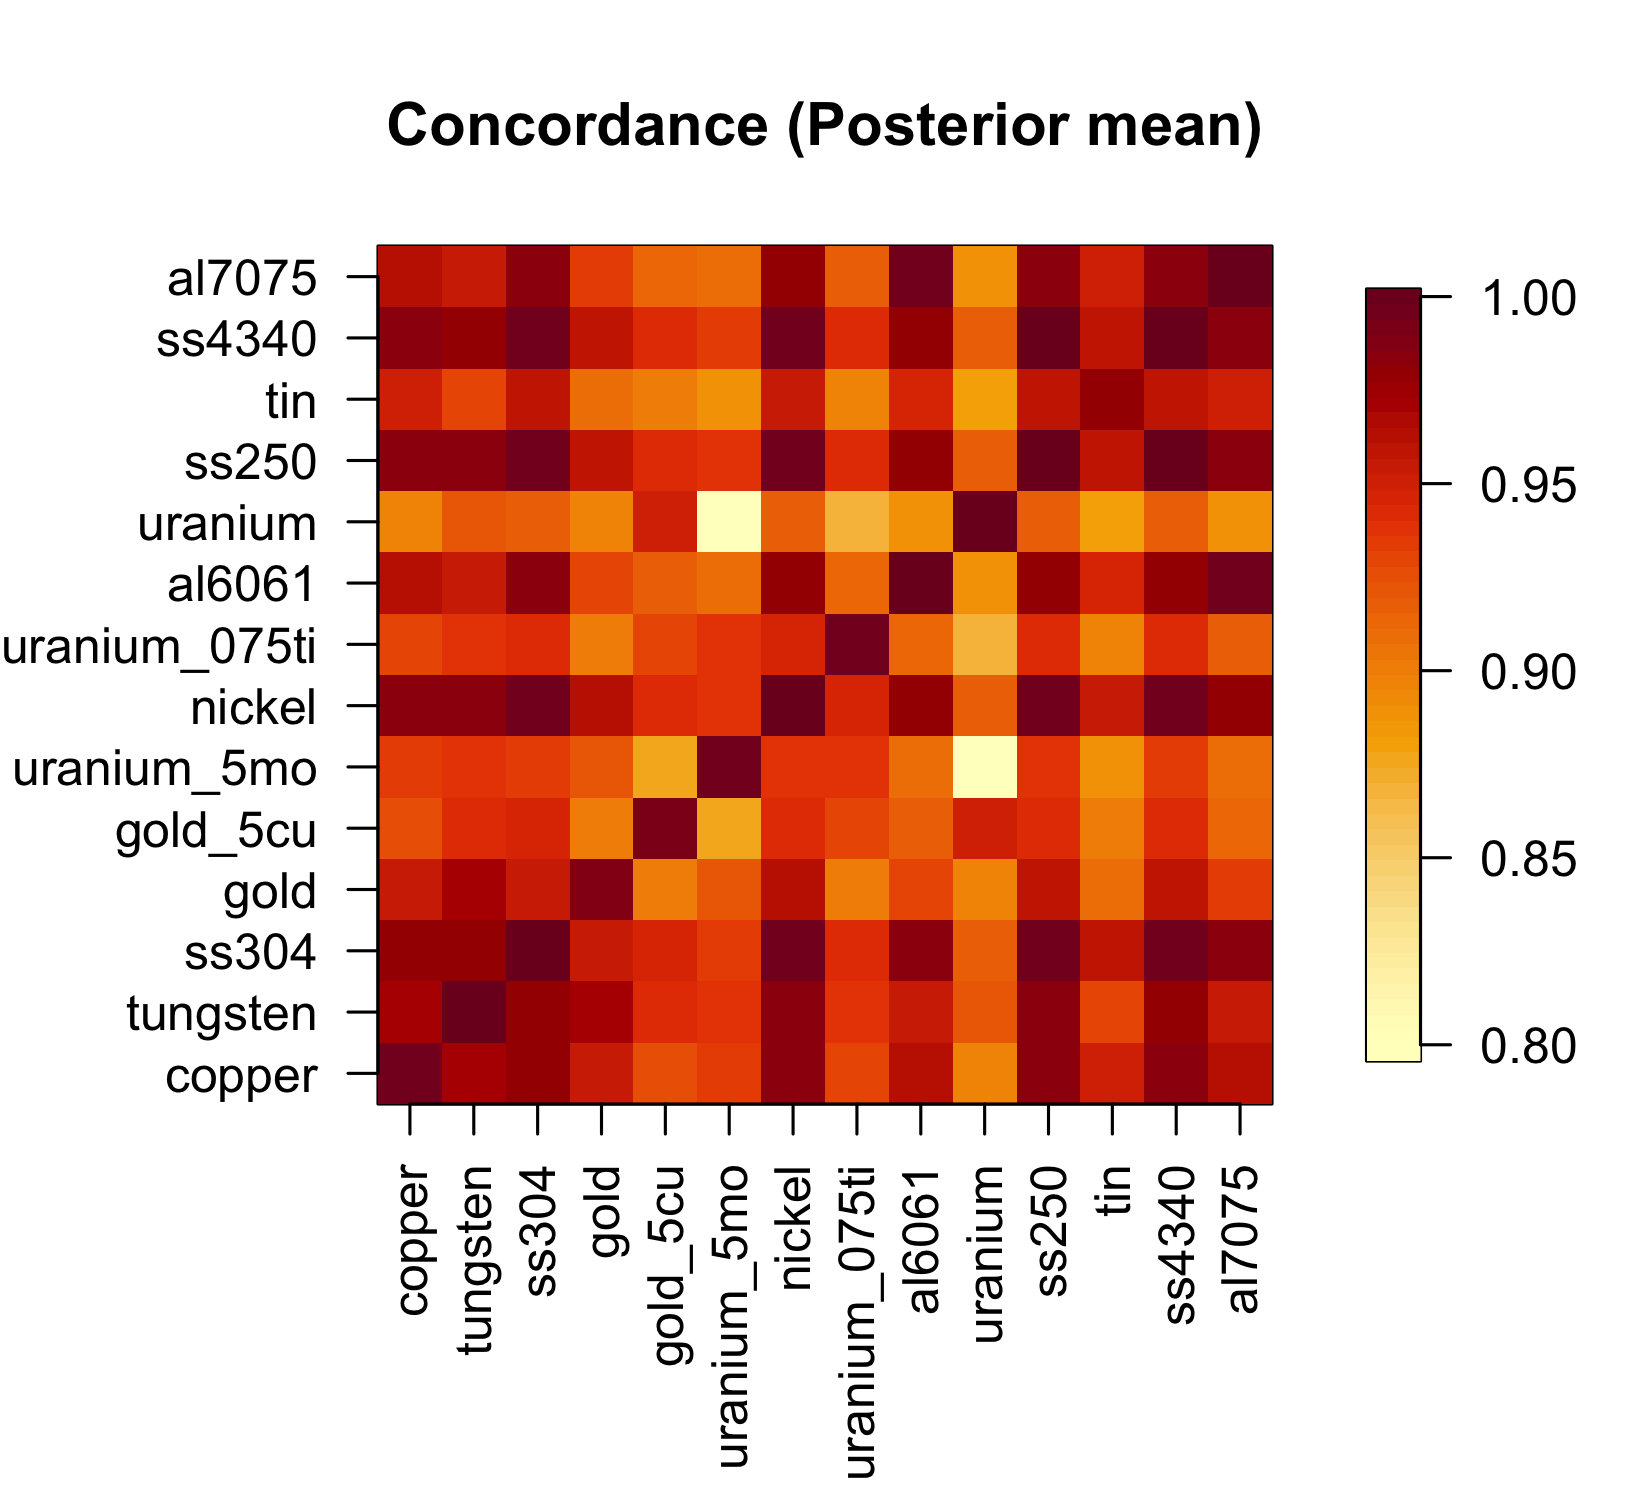 Concordance (Posterior mean)
al7075
ss4340
tin
ss250
uranium
al6061
uranium_075ti
nickel
uranium_5mo
gold_5cu
gold
ss304
tungsten
copper
copper
tungsten
ss304
gold
gold_5cu
uranium_5mo
nickel
uranium_075ti
al6061
uranium
ss250
tin
ss4340
al7075
1.00
0.95
0.90
0.85
0.80